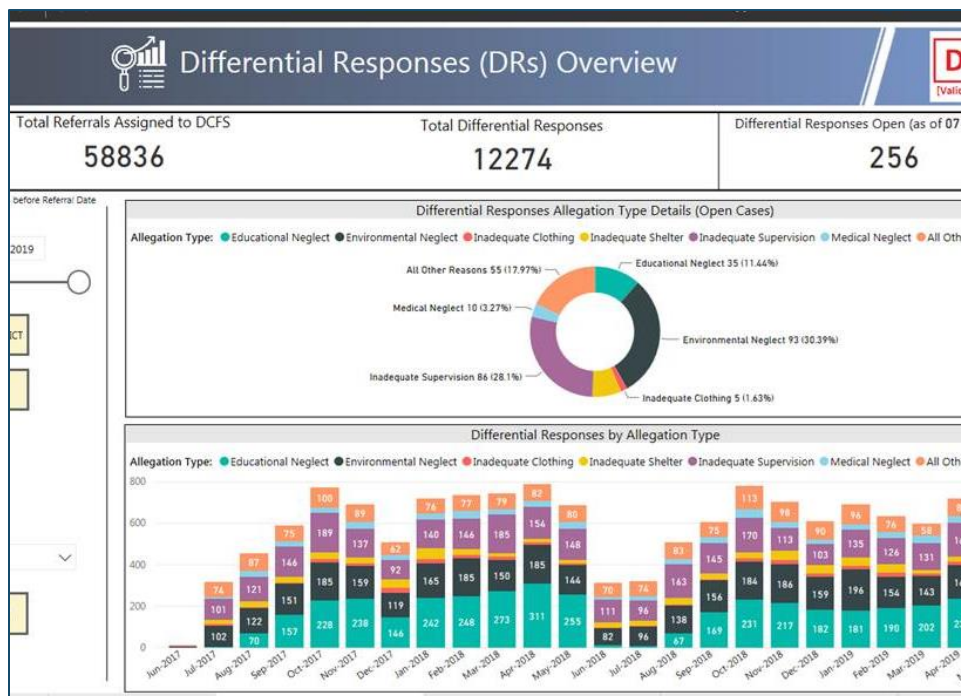 Differential Responses (DRs) Overview
D
[Valid
Total Referrals Assigned to DCFS
58836
Total Differential Responses
12274
Differential Responses Open (as of 07
256
before Referral Date
2019
ICT
Differential Responses Allegation Type Details (Open Cases)
Allegation Type: Educational Neglect Environmental Neglect Inadequate Clothing Inadequate Shelter Inadequate Supervision Medical Neglect All Oth
All Other Reasons 55 (17.97%)
Educational Neglect 35 (11.44%)
Medical Neglect 10 (3.27%)
Environmental Neglect 93 (30.39%)
Inadequate Supervision 86 (28.1%)
Inadequate Clothing 5 (1.63%)
Differential Responses by Allegation Type
Allegation Type: Educational Neglect Environmental Neglect Inadequate Clothing Inadequate Shelter Inadequate Supervision Medical Neglect All Oth
800
600
400
200
0
74
101
102
87
121
122
70
75
146
151
157
100
189
185
228
89
137
159
238
62
92
119
146
76
140
165
242
77
146
185
248
79
185
150
273
82
154
185
311
80
148
144
255
70
111
82
74
96
96
83
163
138
67
75
145
156
169
113
170
184
231
98
113
186
217
90
103
159
182
96
135
196
181
76
126
154
190
58
131
143
202
Jun-2017
Jul-2017
Aug-2017
Sep-2017
Oct-2017
Nov-2017
Dec-2017
Jan-2018
Feb-2018
Mar-2018
Apr-2018
May-2018
Jun-2018
Jul-2018
Aug-2018
Sep-2018
Oct-2018
Nov-2018
Dec-2018
Jan-2019
Feb-2019
Mar-2019
Apr-2019